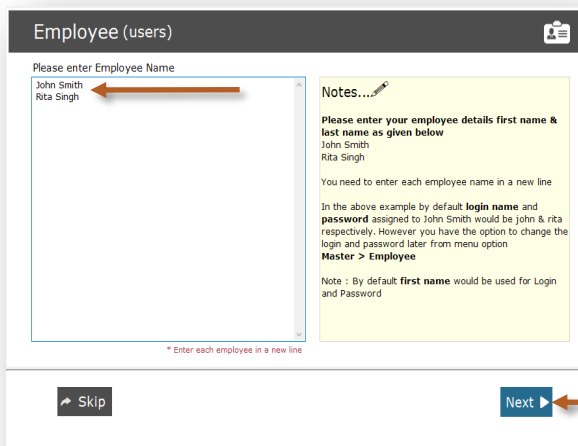 Employee (users)
Please enter Employee Name
John Smith
Rita Singh
* Enter each employee in a new line
Notes...
Please enter your employee details first name &
last name as given below
John Smith
Rita Singh
You need to enter each employee name in a new line
In the above example by default login name and
password assigned to John Smith would be john & rita
respectively. However you have the option to change the
login and password later from menu option
Master > Employee
Note : By default first name would be used for Login
and Password
Skip
Next